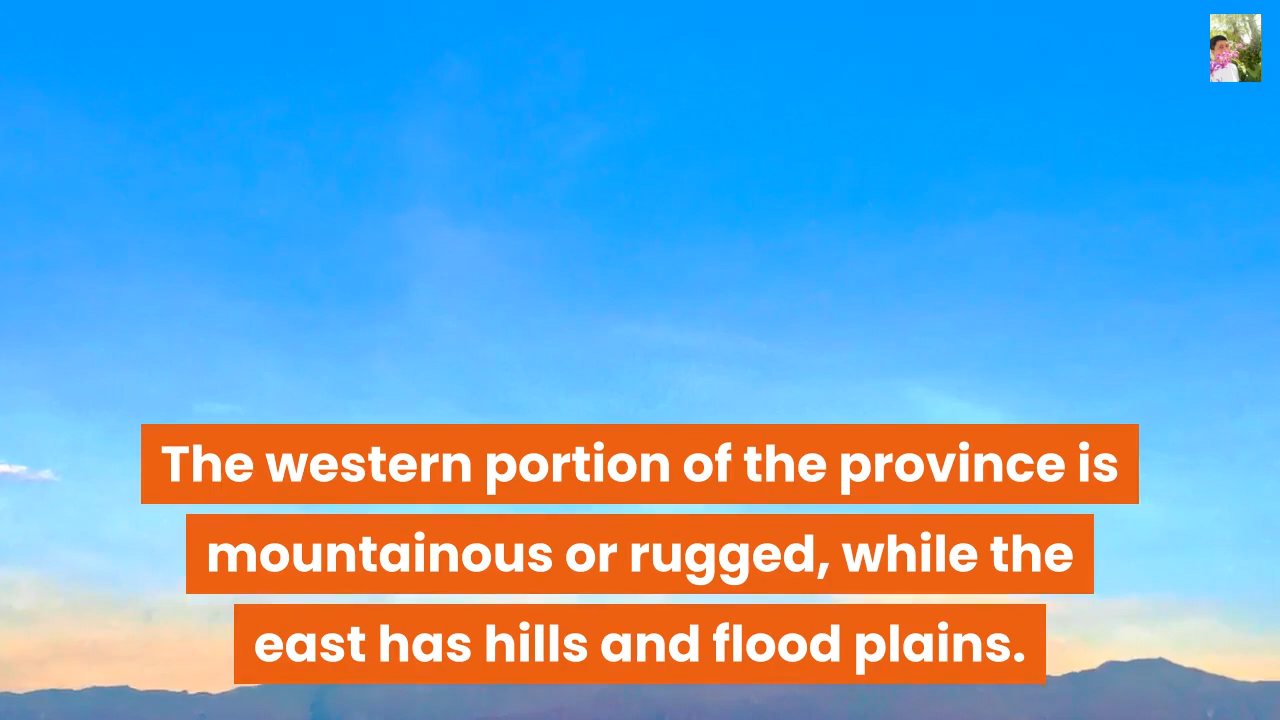 The western portion of the province is
mountainous or rugged, while the
east has hills and flood plains.